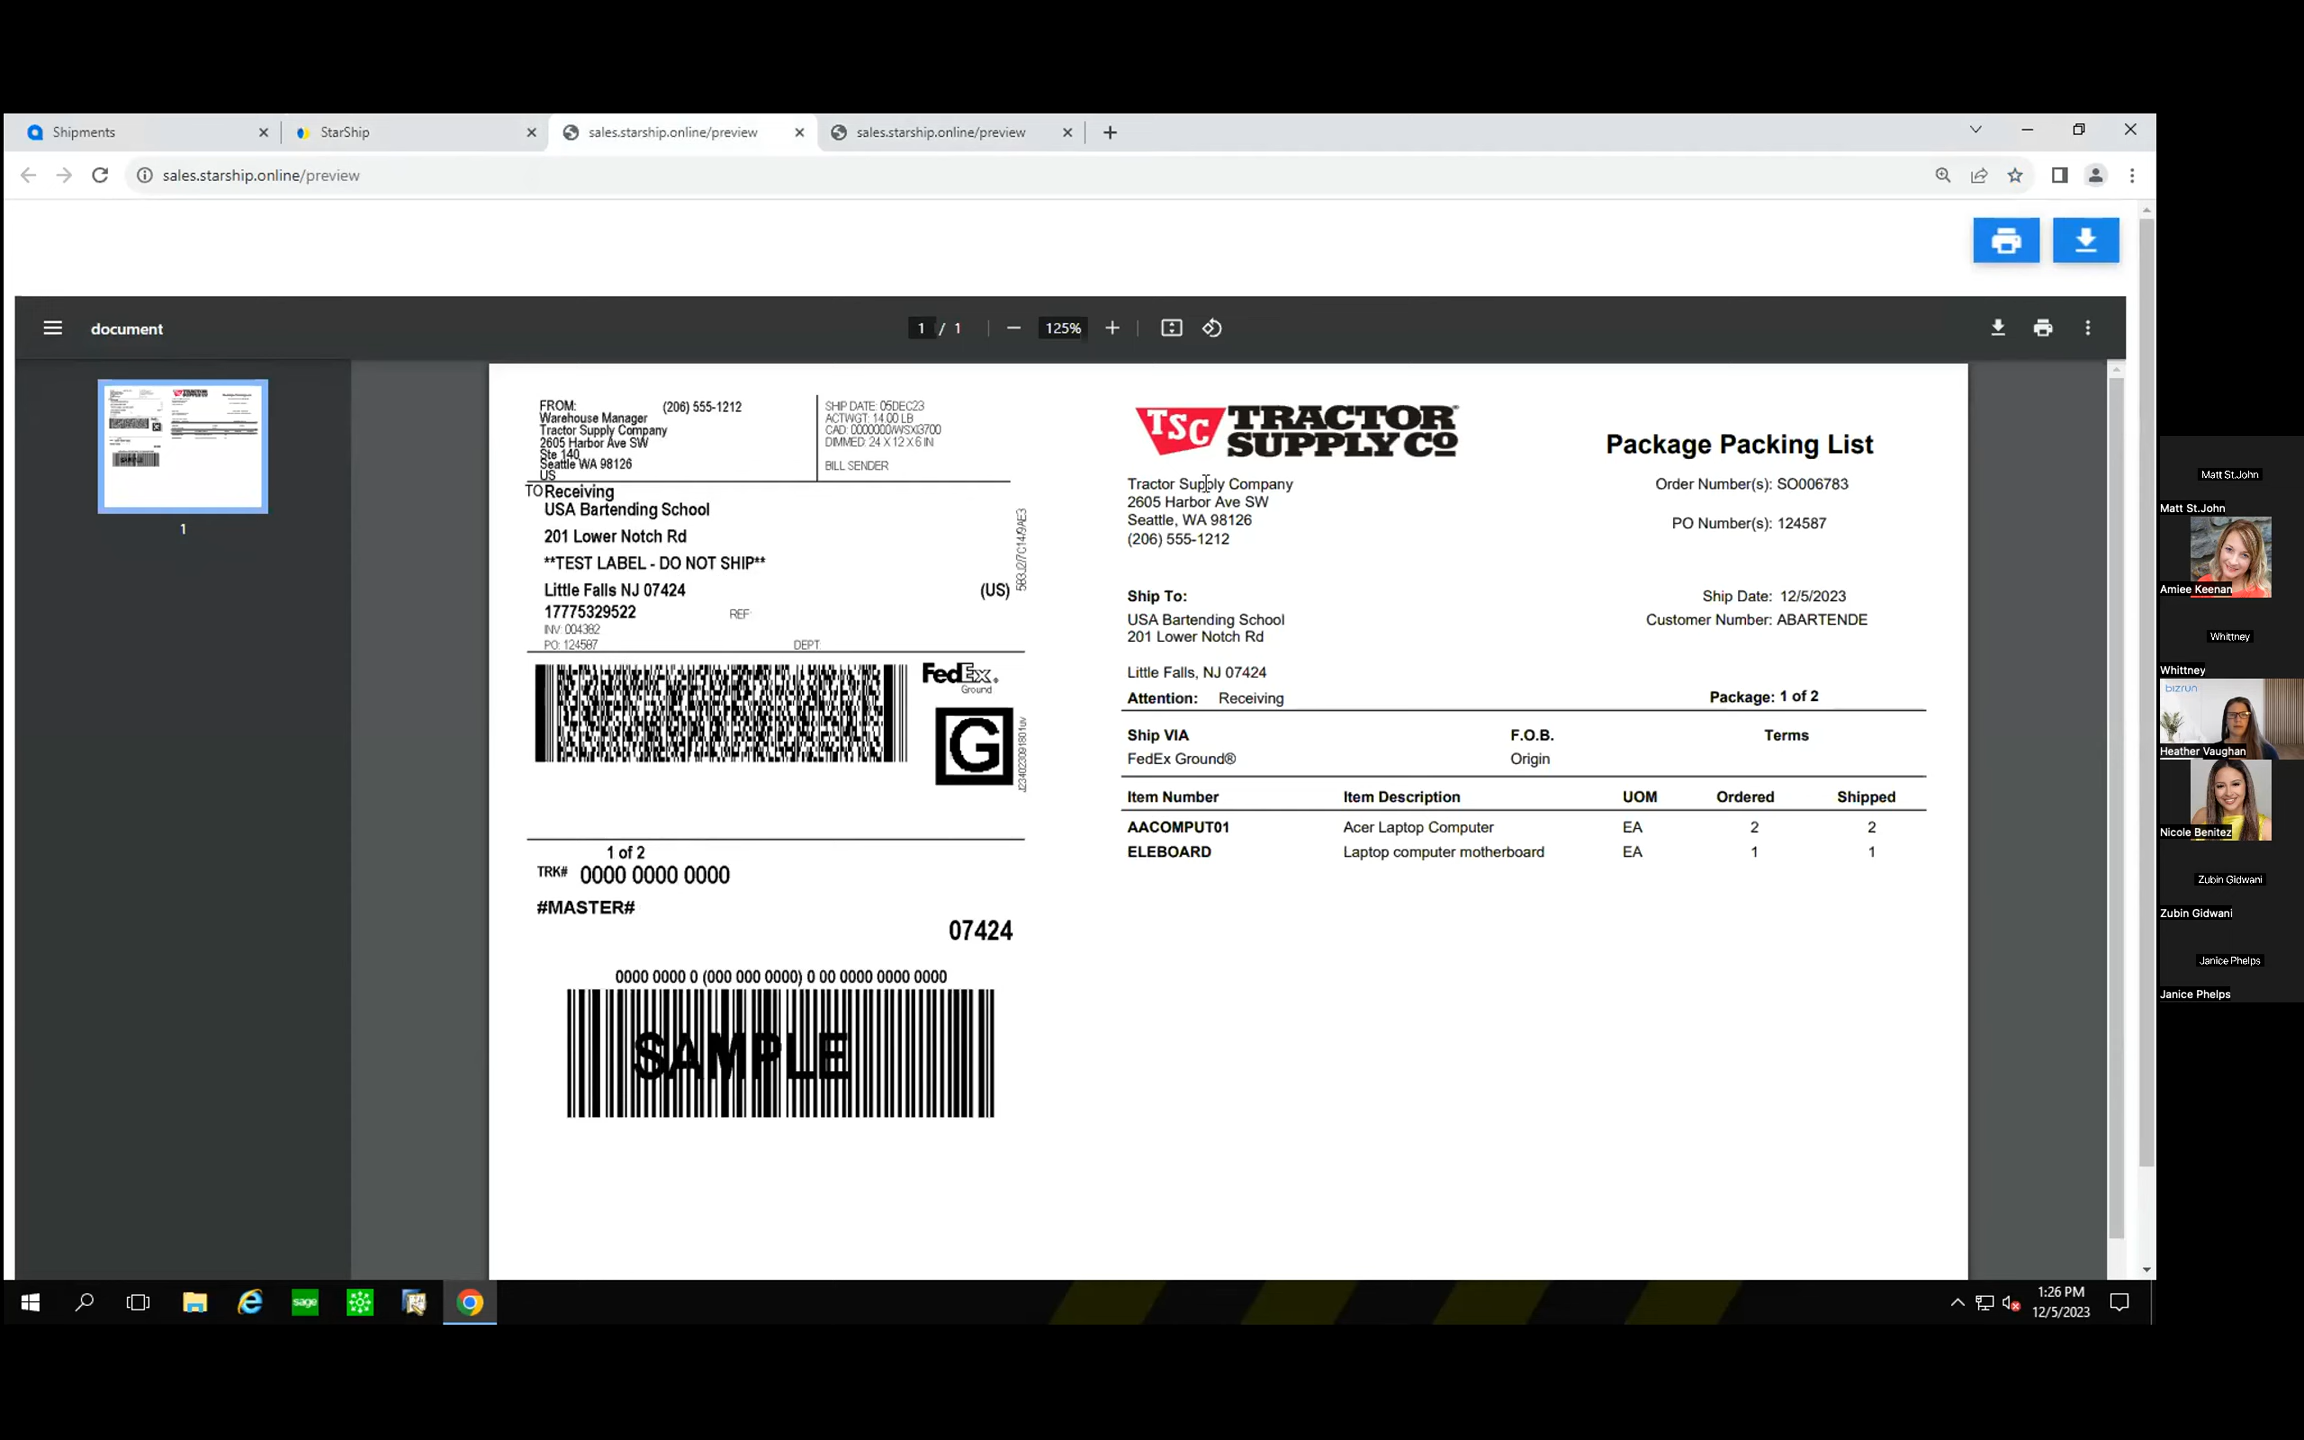 Shipments
StarShip
sales.starship.online/preview
sales.starship.online/preview
sales.starship.online/preview
document
1 / 1
125%
1
FROM:
(206) 555-1212
Warehouse Manager
Tractor Supply Company
2605 Harbor Ave SW
Ste 140
Seattle WA 98126
US
SHIP DATE: 05DEC23
ACTWGT: 14.00 LB
CAD: 0000000/WSXI3700
DIMMED: 24 X 12 X 6 IN
BILL SENDER
TO Receiving
USA Bartending School
201 Lower Notch Rd
**TEST LABEL - DO NOT SHIP**
Little Falls NJ 07424
(US)
17775329522
REF:
INV: 004382
PO: 124587
DEPT:
583J2/7C14/9AE3
FedEx.
Ground
G
J234023091801uv
1 of 2
TRK# 0000 0000 0000
#MASTER#
07424
0000 0000 0 (000 000 0000) 0 00 0000 0000 0000
SAMPLE
TSC TRACTOR
SUPPLY CO
Package Packing List
Tractor Supply Company
2605 Harbor Ave SW
Seattle, WA 98126
(206) 555-1212
Order Number(s): SO006783
PO Number(s): 124587
Ship To:
USA Bartending School
201 Lower Notch Rd
Little Falls, NJ 07424
Attention: Receiving
Ship Date: 12/5/2023
Customer Number: ABARTENDE
Package: 1 of 2
Ship VIA F.O.B. Terms
FedEx Ground® Origin
Item Number Item Description UOM Ordered Shipped
AACOMPUT01 Acer Laptop Computer EA 2 2
ELEBOARD Laptop computer motherboard EA 1 1
Matt St.John
Matt St.John
Amiee Keenan
Whittney
Whittney
bizrun
Heather Vaughan
Nicole Benitez
Zubin Gidwani
Zubin Gidwani
Janice Phelps
Janice Phelps
sage
1:26 PM
12/5/2023